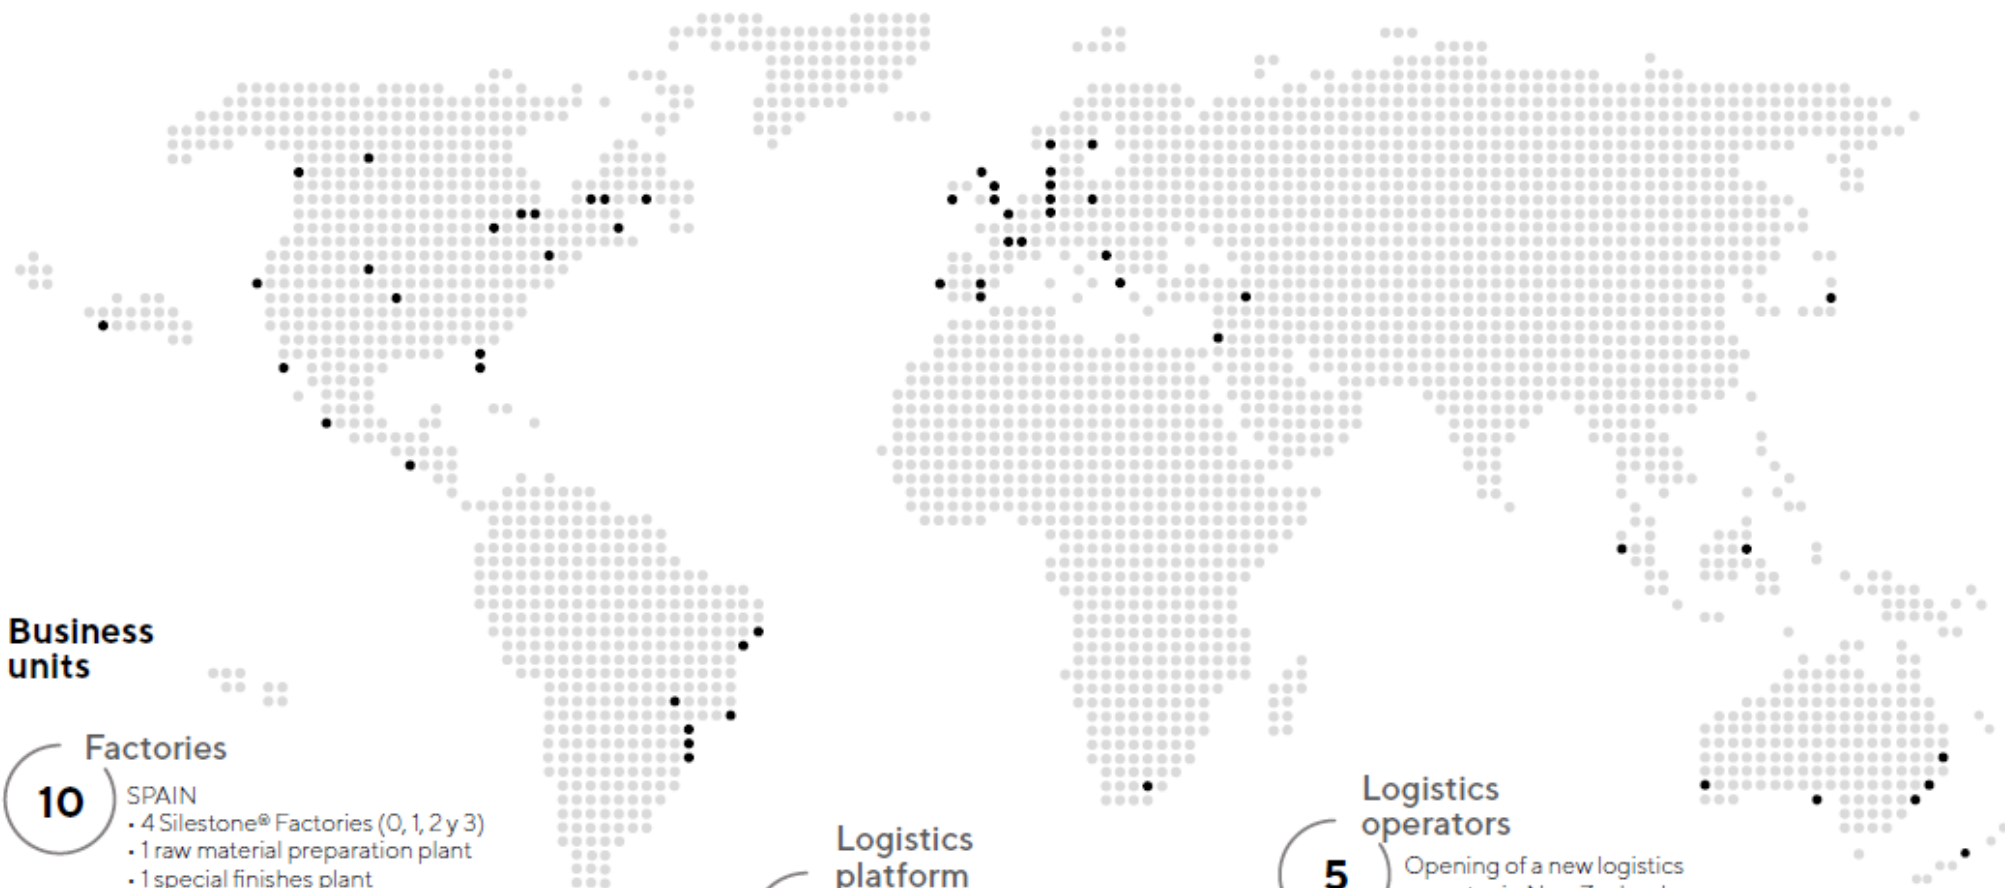 Business
units
Factories
10
SPAIN
• 4 Silestone® Factories (0, 1, 2 y 3)
• 1 raw material preparation plant
• 1 special finishes plant
Logistics
platform
Logistics
operators
5
Opening of a new logistics